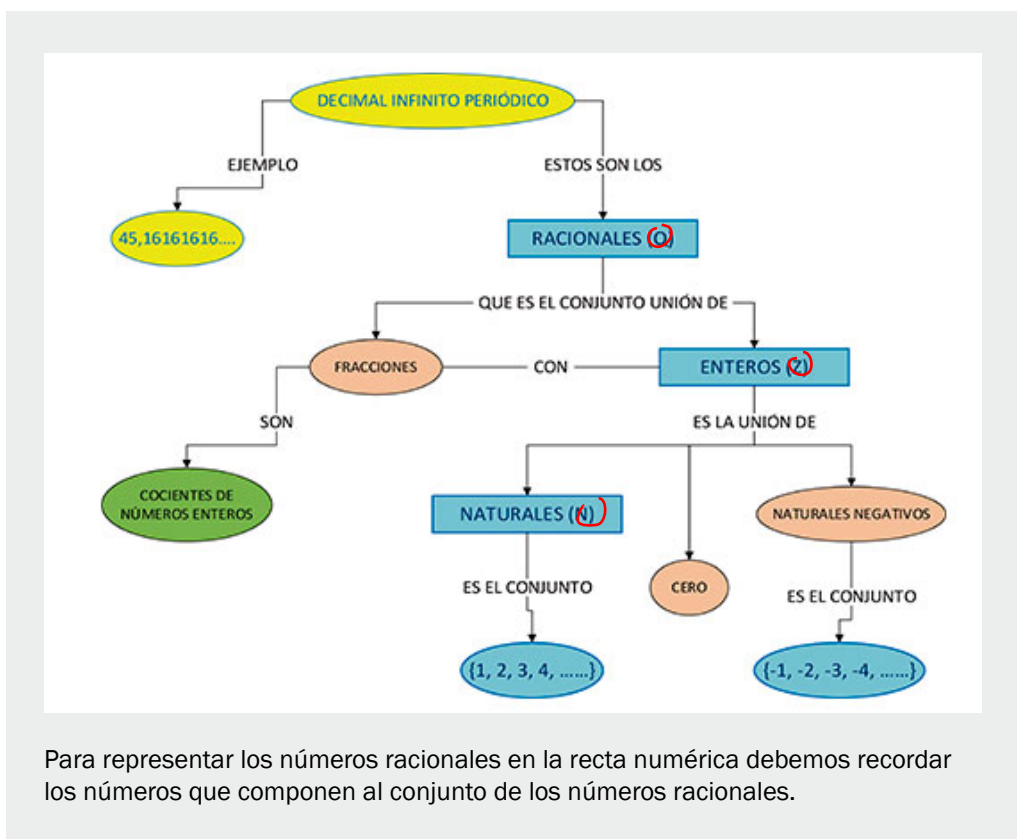 DECIMAL INFINITO PERIÓDICO
EJEMPLO
ESTOS SON LOS
45,16161616....
RACIONALES (Q)
QUE ES EL CONJUNTO UNIÓN DE
FRACCIONES
CON
ENTEROS (Z)
SON
ES LA UNIÓN DE
COCIENTES DE
NÚMEROS ENTEROS
NATURALES (N)
NATURALES NEGATIVOS
ES EL CONJUNTO
CERO
ES EL CONJUNTO
{1, 2, 3, 4, ......}
{-1, -2, -3, -4, ......}
Para representar los números racionales en la recta numérica debemos recordar
los números que componen al conjunto de los números racionales.